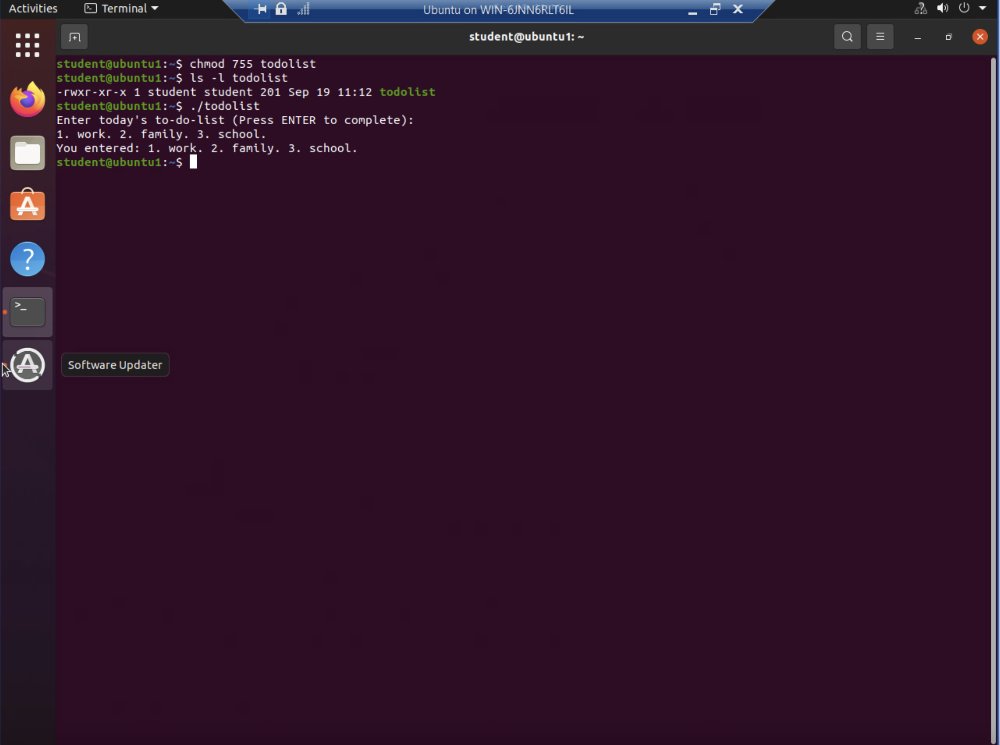 Activities
Terminal
Ubuntu on WIN-6JNN6RLT6IL
student@ubuntu1: ~
student@ubuntu1:~$ chmod 755 todolist
student@ubuntu1:~$ ls -l todolist
-rwxr-xr-x 1 student student 201 Sep 19 11:12 todolist
student@ubuntu1:~$ ./todolist
Enter today's to-do-list (Press ENTER to complete):
1. work. 2. family. 3. school.
You entered: 1. work. 2. family. 3. school.
student@ubuntu1:~$
Software Updater